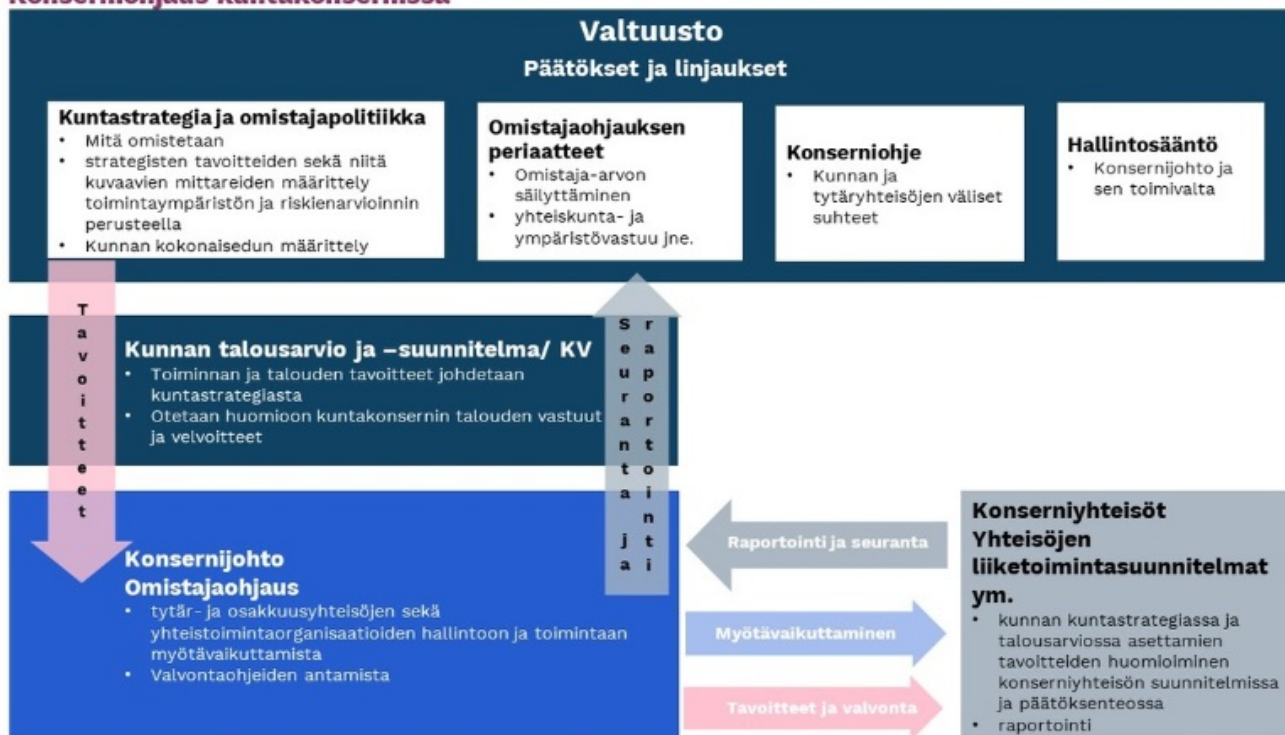 Konserniohjaus kuntakonsernissa
Valtuusto
Päätökset ja linjaukset
Kuntastrategia ja omistajapolitiikka
• Mitä omistetaan
• strategisten tavoitteiden sekä niitä
kuvaavien mittareiden määrittely
toimintaympäristön ja riskienarvioinnin
perusteella
• Kunnan kokonaisedun määrittely
Omistajaohjauksen
periaatteet
• Omistaja-arvon
säilyttäminen
• yhteiskunta- ja
ympäristövastuu jne.
Konserniohje
• Kunnan ja
tytäryhteisöjen väliset
suhteet
Hallintosääntö
• Konsernijohto ja
sen toimivalta
Tavoitteet
Kunnan talousarvio ja –suunnitelma/ KV
• Toiminnan ja talouden tavoitteet johdetaan
kuntastrategiasta
• Otetaan huomioon kuntakonsernin talouden vastuut
ja velvoitteet
Seuranta ja
raportointi
Konsernijohto
Omistajaohjaus
• tytär- ja osakkuusyhteisöjen sekä
yhteistoimintaorganisaatioiden hallintoon ja toimintaan
myötävaikuttamista
• Valvontaohjeiden antamista
Raportointi ja seuranta
Myötävaikuttaminen
Tavoitteet ja valvonta
Konserniyhteisöt
Yhteisöjen
liiketoimintasuunnitelmat
ym.
• kunnan kuntastrategiassa ja
talousarviossa asettamien
tavoitteiden huomioiminen
konserniyhteisön suunnitelmissa
ja päätöksenteossa
• raportointi